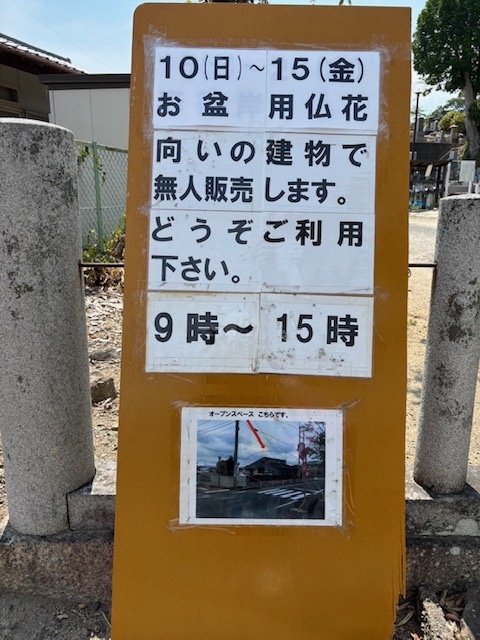 10(日)～15(金)
お盆用仏花
向いの建物で
無人販売します。
どうぞご利用
下さい。
9時～15時
オープンスペース こちらです。